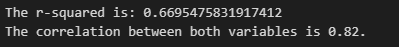 The r-squared is: 0.6695475831917412
The correlation between both variables is 0.82.